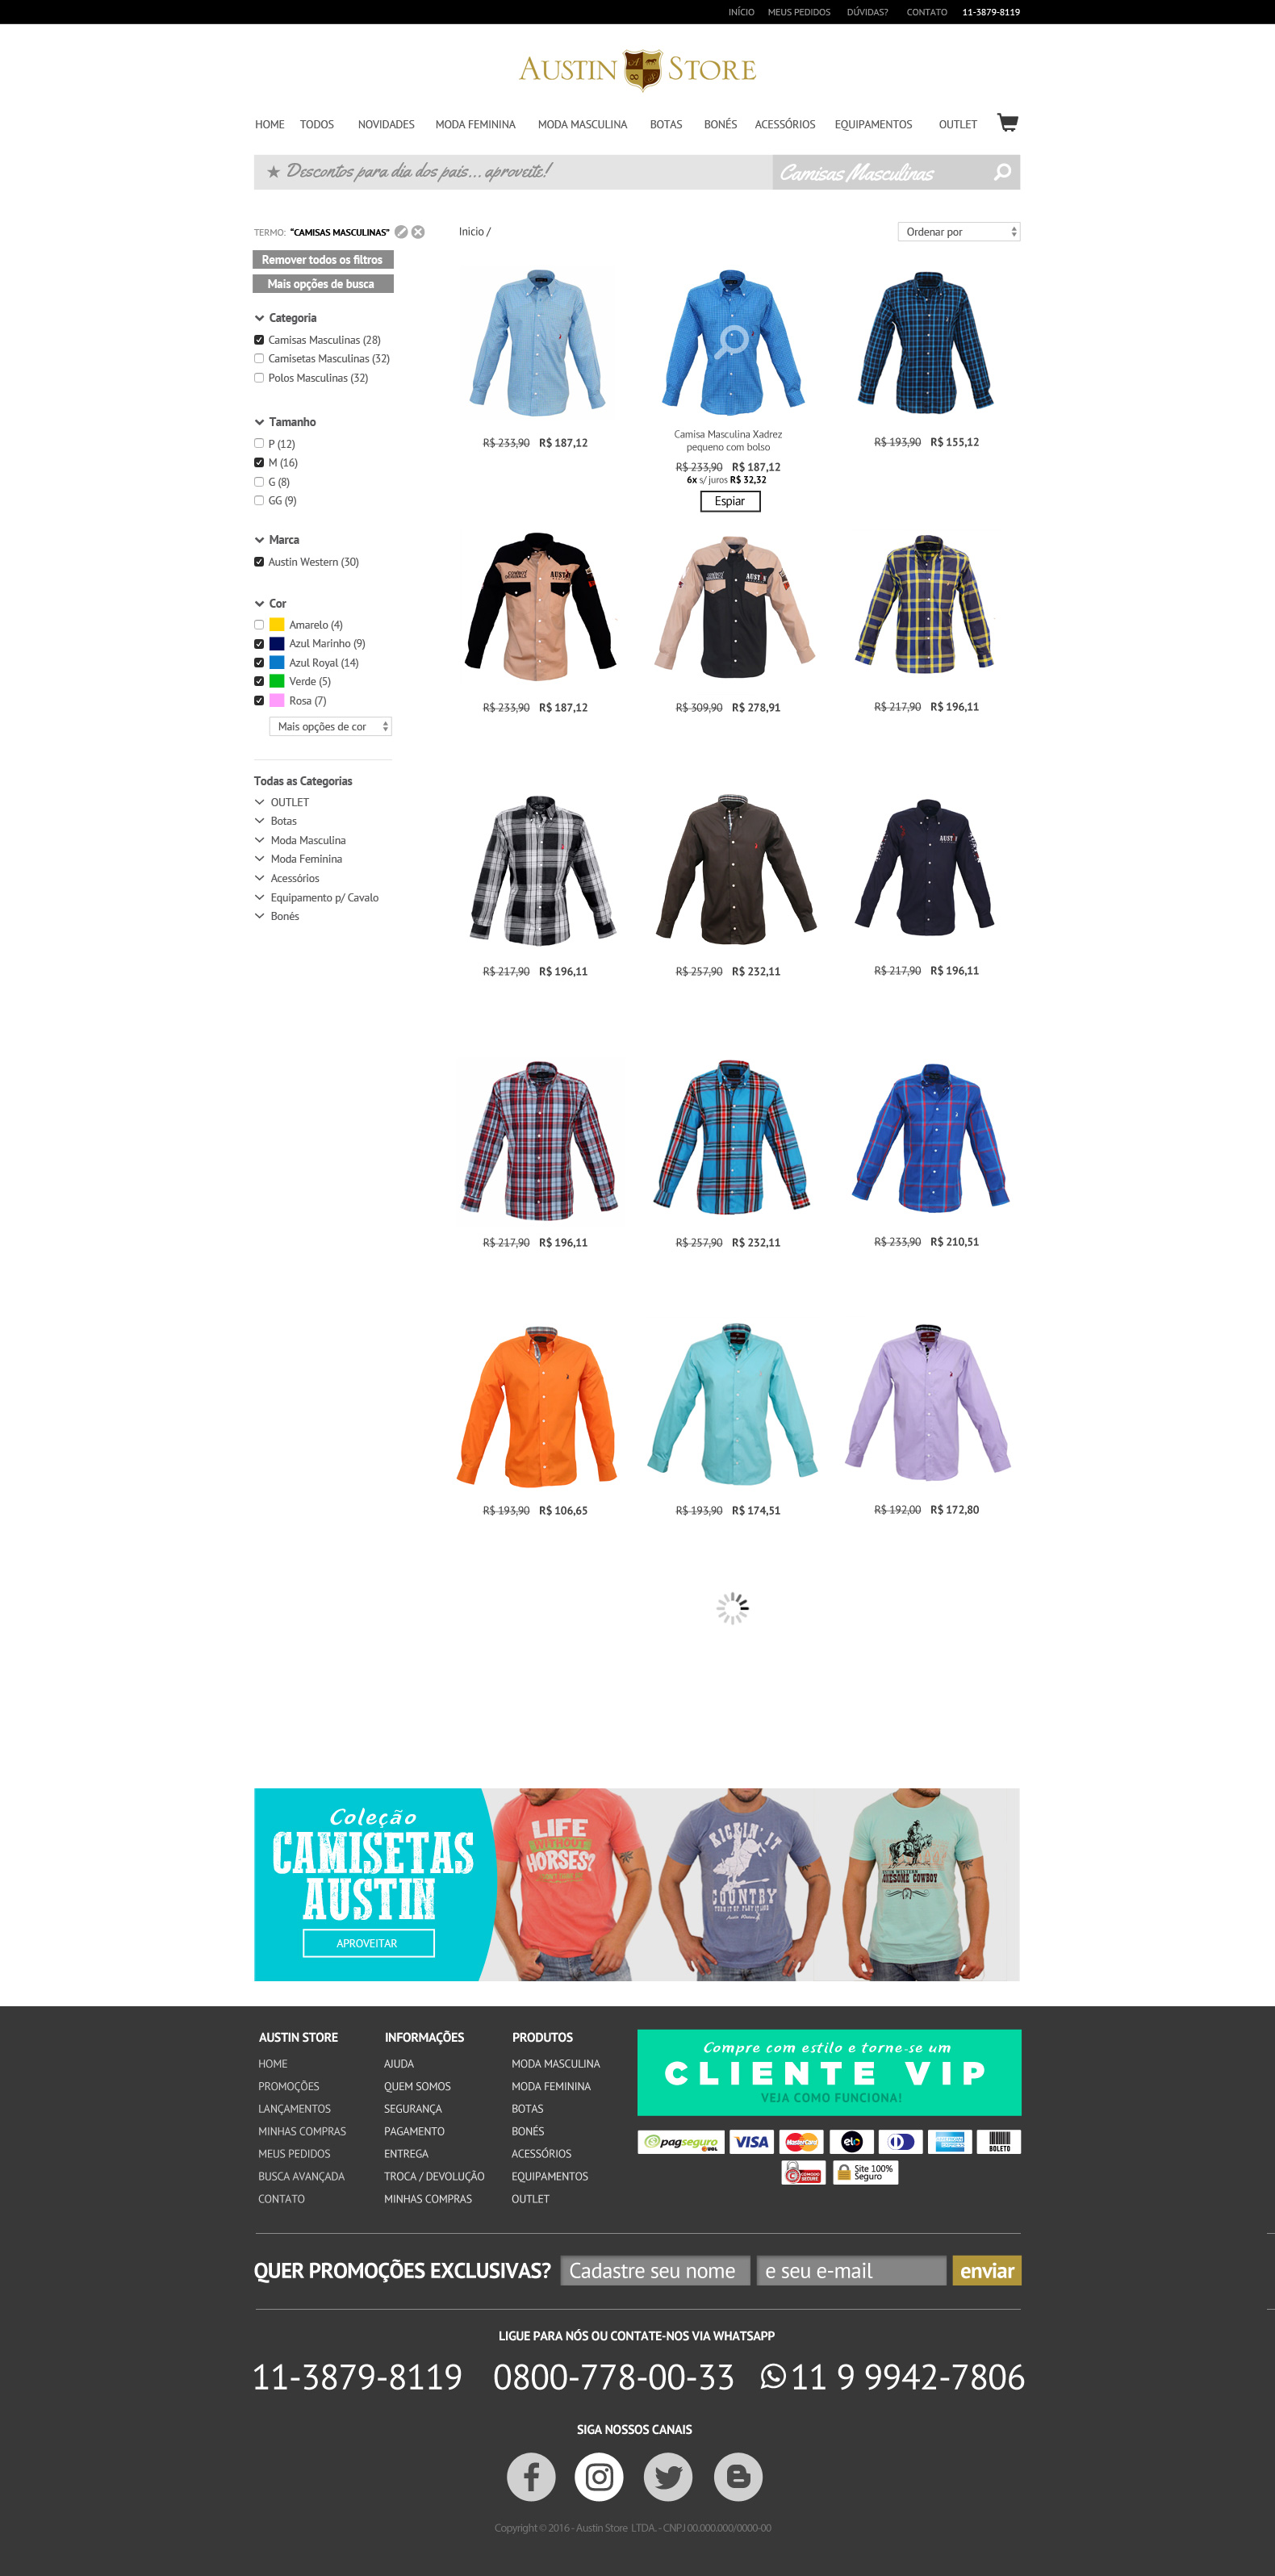 INÍCIO MEUS PEDIDOS DÚVIDAS? CONTATO 11-3879-8119
AUSTIN STORE
HOME TODOS NOVIDADES MODA FEMININA MODA MASCULINA BOTAS BONÉS ACESSÓRIOS EQUIPAMENTOS OUTLET
★ Descontos para dia dos pais... aproveite!
Camisas Masculinas
TERMO: "CAMISAS MASCULINAS"
Inicio /
Ordenar por
Remover todos os filtros
Mais opções de busca
Categoria
Camisas Masculinas (28)
Camisetas Masculinas (32)
Polos Masculinas (32)
Tamanho
P (12)
M (16)
G (8)
GG (9)
Marca
Austin Western (30)
Cor
Amarelo (4)
Azul Marinho (9)
Azul Royal (14)
Verde (5)
Rosa (7)
Mais opções de cor
Todas as Categorias
OUTLET
Botas
Moda Masculina
Moda Feminina
Acessórios
Equipamento p/ Cavalo
Bonés
R$ 233,90 R$ 187,12
Camisa Masculina Xadrez
pequeno com bolso
R$ 233,90 R$ 187,12
6x s/ juros R$ 32,32
Espiar
R$ 193,90 R$ 155,12
R$ 233,90 R$ 187,12
R$ 309,90 R$ 278,91
R$ 217,90 R$ 196,11
R$ 217,90 R$ 196,11
R$ 257,90 R$ 232,11
R$ 217,90 R$ 196,11
R$ 217,90 R$ 196,11
R$ 257,90 R$ 232,11
R$ 233,90 R$ 210,51
R$ 193,90 R$ 106,65
R$ 193,90 R$ 174,51
R$ 192,00 R$ 172,80
Coleção
CAMISETAS
AUSTIN
APROVEITAR
LIFE
WITHOUT
HORSES?
KICKIN' IT
COUNTRY
LONESOME COWBOY
AUSTIN STORE
HOME
PROMOÇÕES
LANÇAMENTOS
MINHAS COMPRAS
MEUS PEDIDOS
BUSCA AVANÇADA
CONTATO
INFORMAÇÕES
AJUDA
QUEM SOMOS
SEGURANÇA
PAGAMENTO
ENTREGA
TROCA / DEVOLUÇÃO
MINHAS COMPRAS
PRODUTOS
MODA MASCULINA
MODA FEMININA
BOTAS
BONÉS
ACESSÓRIOS
EQUIPAMENTOS
OUTLET
Compre com estilo e torne-se um
CLIENTE VIP
VEJA COMO FUNCIONA!
pagseguro UOL VISA MasterCard elo BOLETO
COMODO SECURE
Site 100%
Seguro
QUER PROMOÇÕES EXCLUSIVAS? Cadastre seu nome e seu e-mail enviar
LIGUE PARA NÓS OU CONTATE-NOS VIA WHATSAPP
11-3879-8119 0800-778-00-33 11 9 9942-7806
SIGA NOSSOS CANAIS
Copyright © 2016 - Austin Store LTDA. - CNPJ 00.000.000/0000-00